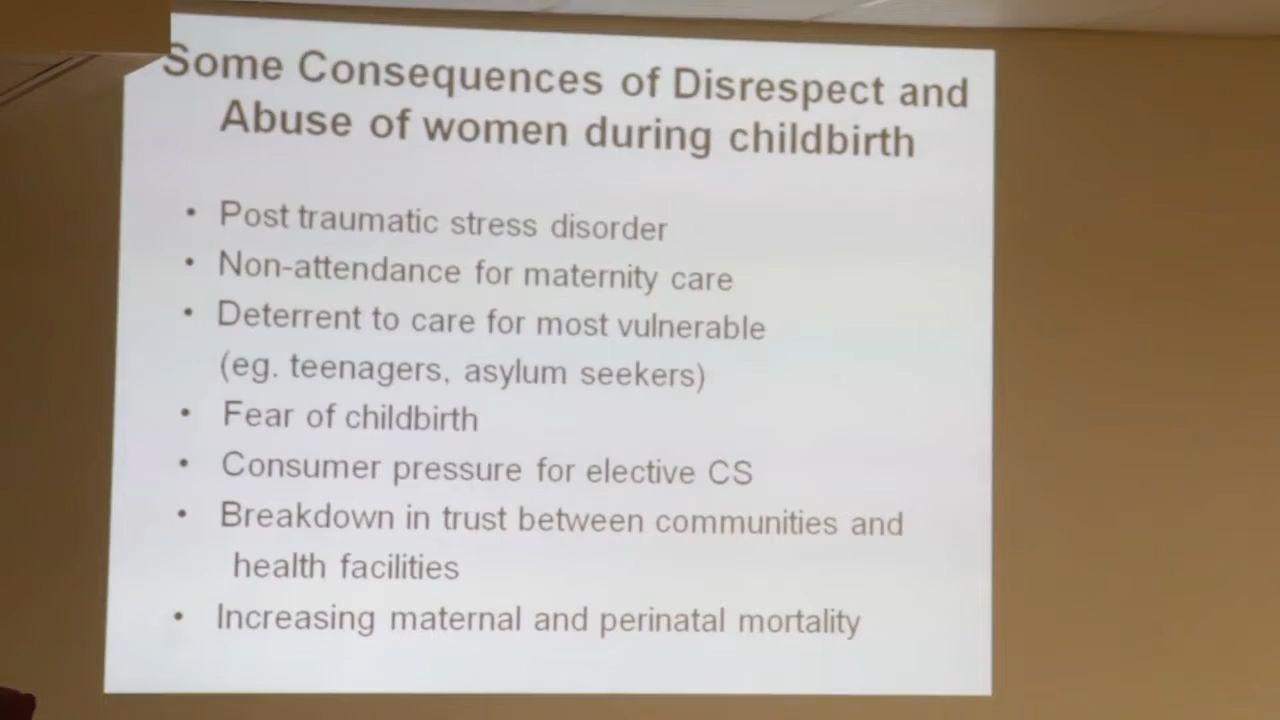 Some Consequences of Disrespect and
Abuse of women during childbirth
• Post traumatic stress disorder
• Non-attendance for maternity care
• Deterrent to care for most vulnerable
(eg. teenagers, asylum seekers)
• Fear of childbirth
• Consumer pressure for elective CS
• Breakdown in trust between communities and
health facilities
• Increasing maternal and perinatal mortality